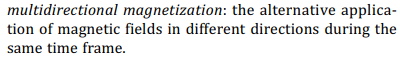 multidirectional magnetization: the alternative applica-
tion of magnetic fields in different directions during the
same time frame.